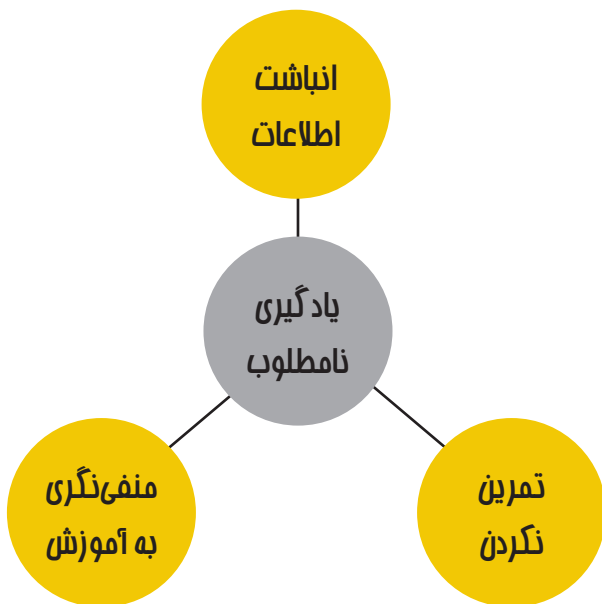 انباشت
اطلاعات
یادگیری
نامطلوب
تمرین
نکردن
منفی‌نگری
به آموزش